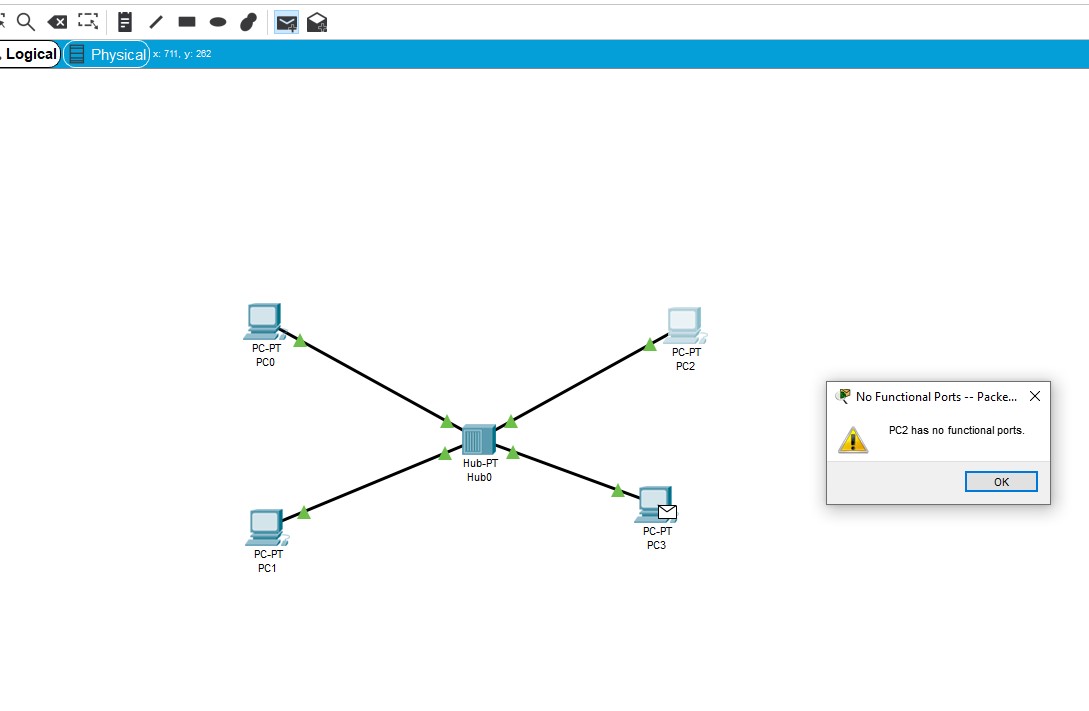 Logical
Physical
x: 711, y: 262
PC-PT
PC0
PC-PT
PC2
No Functional Ports -- Packe...
PC2 has no functional ports.
OK
Hub-PT
Hub0
PC-PT
PC3
PC-PT
PC1